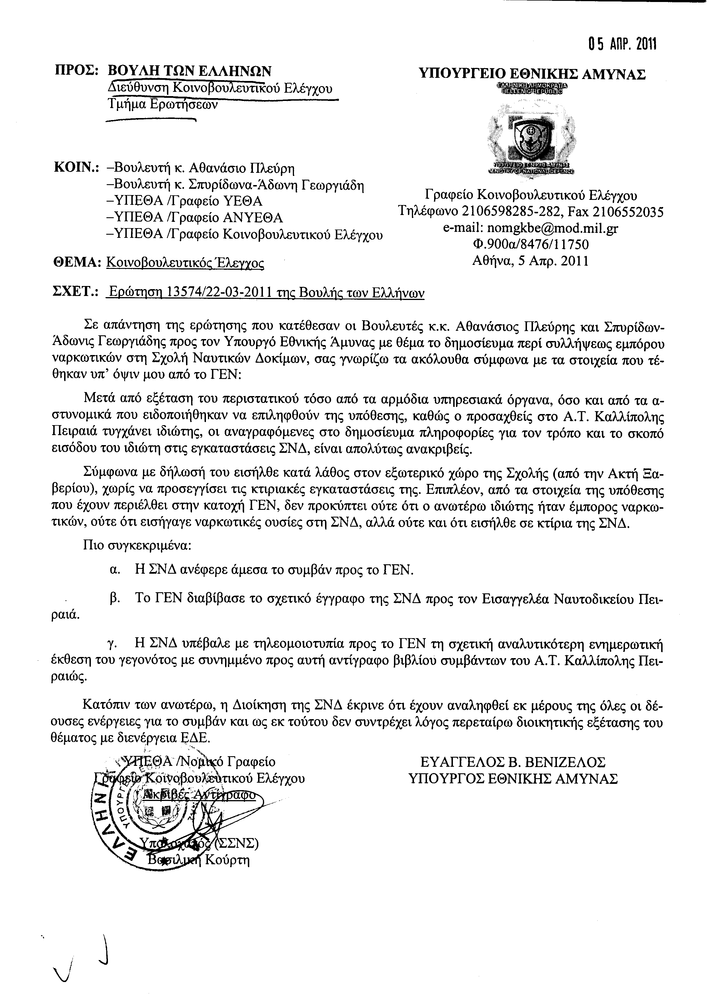 05 ΑΠΡ. 2011
ΠΡΟΣ: ΒΟΥΛΗ ΤΩΝ ΕΛΛΗΝΩΝ
Διεύθυνση Κοινοβουλευτικού Ελέγχου
Τμήμα Ερωτήσεων
ΥΠΟΥΡΓΕΙΟ ΕΘΝΙΚΗΣ ΑΜΥΝΑΣ
ΕΛΛΗΝΙΚΗ ΔΗΜΟΚΡΑΤΙΑ
HELLENIC REPUBLIC
ΥΠΟΥΡΓΕΙΟ ΕΘΝΙΚΗΣ ΑΜΥΝΑΣ
MINISTRY OF NATIONAL DEFENCE
ΚΟΙΝ.: –Βουλευτή κ. Αθανάσιο Πλεύρη
–Βουλευτή κ. Σπυρίδωνα-Άδωνη Γεωργιάδη
–ΥΠΕΘΑ /Γραφείο ΥΕΘΑ
–ΥΠΕΘΑ /Γραφείο ΑΝΥΕΘΑ
–ΥΠΕΘΑ /Γραφείο Κοινοβουλευτικού Ελέγχου
Γραφείο Κοινοβουλευτικού Ελέγχου
Τηλέφωνο 2106598285-282, Fax 2106552035
e-mail: nomgkbe@mod.mil.gr
Φ.900α/8476/11750
Αθήνα, 5 Απρ. 2011
ΘΕΜΑ: Κοινοβουλευτικός Έλεγχος
ΣΧΕΤ.: Ερώτηση 13574/22-03-2011 της Βουλής των Ελλήνων
Σε απάντηση της ερώτησης που κατέθεσαν οι Βουλευτές κ.κ. Αθανάσιος Πλεύρης και Σπυρίδων-
Άδωνις Γεωργιάδης προς τον Υπουργό Εθνικής Άμυνας με θέμα το δημοσίευμα περί συλλήψεως εμπόρου
ναρκωτικών στη Σχολή Ναυτικών Δοκίμων, σας γνωρίζω τα ακόλουθα σύμφωνα με τα στοιχεία που τέ-
θηκαν υπ’ όψιν μου από το ΓΕΝ:
Μετά από εξέταση του περιστατικού τόσο από τα αρμόδια υπηρεσιακά όργανα, όσο και από τα α-
στυνομικά που ειδοποιήθηκαν να επιληφθούν της υπόθεσης, καθώς ο προσαχθείς στο Α.Τ. Καλλίπολης
Πειραιά τυγχάνει ιδιώτης, οι αναγραφόμενες στο δημοσίευμα πληροφορίες για τον τρόπο και το σκοπό
εισόδου του ιδιώτη στις εγκαταστάσεις ΣΝΔ, είναι απολύτως ανακριβείς.
Σύμφωνα με δήλωσή του εισήλθε κατά λάθος στον εξωτερικό χώρο της Σχολής (από την Ακτή Ξα-
βερίου), χωρίς να προσεγγίσει τις κτιριακές εγκαταστάσεις της. Επιπλέον, από τα στοιχεία της υπόθεσης
που έχουν περιέλθει στην κατοχή ΓΕΝ, δεν προκύπτει ούτε ότι ο ανωτέρω ιδιώτης ήταν έμπορος ναρκω-
τικών, ούτε ότι εισήγαγε ναρκωτικές ουσίες στη ΣΝΔ, αλλά ούτε και ότι εισήλθε σε κτίρια της ΣΝΔ.
Πιο συγκεκριμένα:
α. Η ΣΝΔ ανέφερε άμεσα το συμβάν προς το ΓΕΝ.
β. Το ΓΕΝ διαβίβασε το σχετικό έγγραφο της ΣΝΔ προς τον Εισαγγελέα Ναυτοδικείου Πει-
ραιά.
γ. Η ΣΝΔ υπέβαλε με τηλεομοιοτυπία προς το ΓΕΝ τη σχετική αναλυτικότερη ενημερωτική
έκθεση του γεγονότος με συνημμένο προς αυτή αντίγραφο βιβλίου συμβάντων του Α.Τ. Καλλίπολης Πει-
ραιώς.
Κατόπιν των ανωτέρω, η Διοίκηση της ΣΝΔ έκρινε ότι έχουν αναληφθεί εκ μέρους της όλες οι δέ-
ουσες ενέργειες για το συμβάν και ως εκ τούτου δεν συντρέχει λόγος περεταίρω διοικητικής εξέτασης του
θέματος με διενέργεια ΕΔΕ.
ΥΠΕΘΑ /Νομικό Γραφείο
Γραφείο Κοινοβουλευτικού Ελέγχου
Ακριβές Αντίγραφο
Υπολοχαγός (ΣΣΝΣ)
Βασιλική Κούρτη
ΕΥΑΓΓΕΛΟΣ Β. ΒΕΝΙΖΕΛΟΣ
ΥΠΟΥΡΓΟΣ ΕΘΝΙΚΗΣ ΑΜΥΝΑΣ